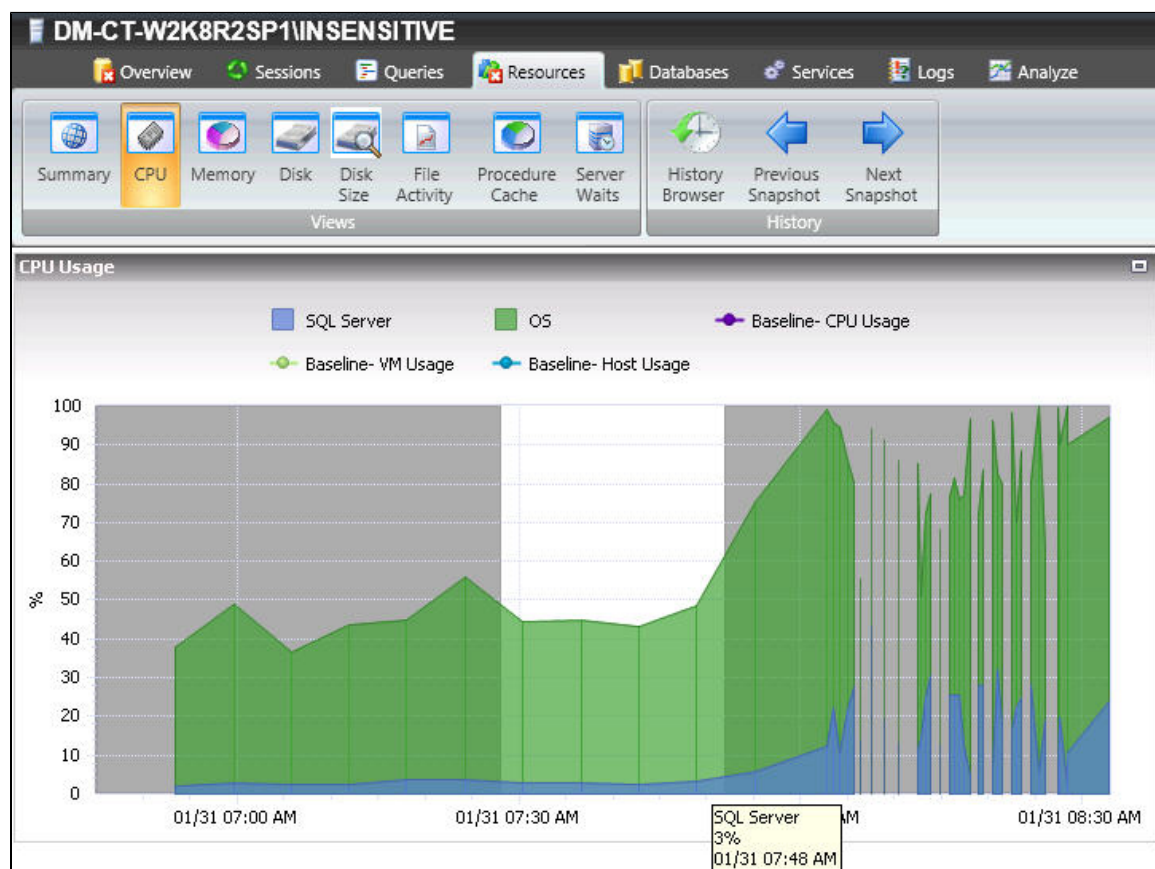 DM-CT-W2K8R2SP1\INSENSITIVE
Overview Sessions Queries Resources Databases Services Logs Analyze
Summary CPU Memory Disk Disk Size File Activity Procedure Cache Server Waits History Browser Previous Snapshot Next Snapshot
Views History
CPU Usage
SQL Server OS Baseline- CPU Usage
Baseline- VM Usage Baseline- Host Usage
100
90
80
70
60
50
40
30
20
10
0
%
01/31 07:00 AM 01/31 07:30 AM AM 01/31 08:30 AM
SQL Server
3%
01/31 07:48 AM